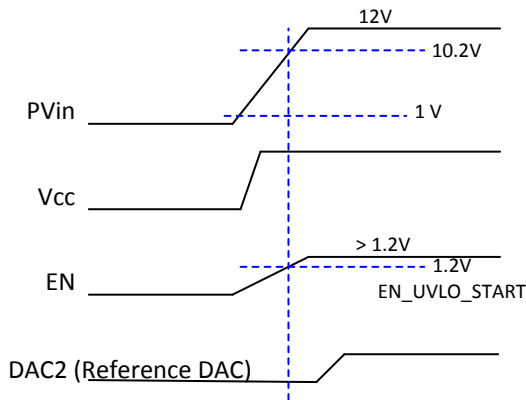 12V
10.2V
PVin
1 V
Vcc
> 1.2V
1.2V
EN
EN_UVLO_START
DAC2 (Reference DAC)